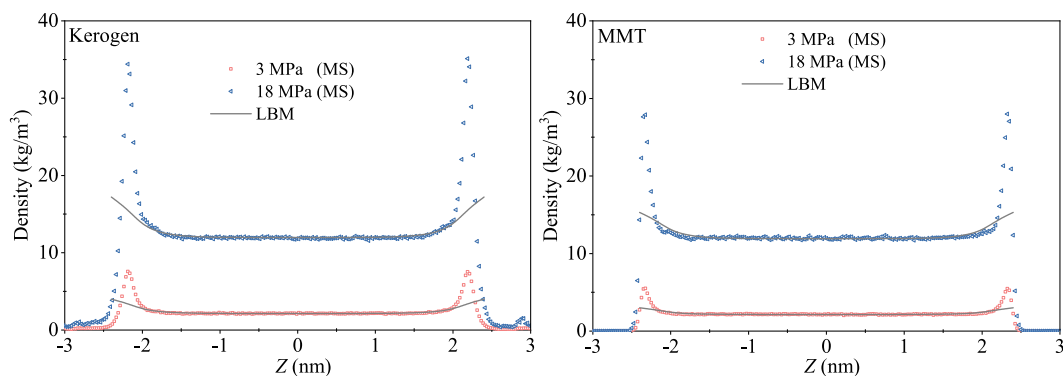 Kerogen
3 MPa (MS)
18 MPa (MS)
LBM
Density (kg/m³)
40
30
20
10
0
-3 -2 -1 0 1 2 3
Z (nm)
MMT
3 MPa (MS)
18 MPa (MS)
LBM
Density (kg/m³)
40
30
20
10
0
-3 -2 -1 0 1 2 3
Z (nm)